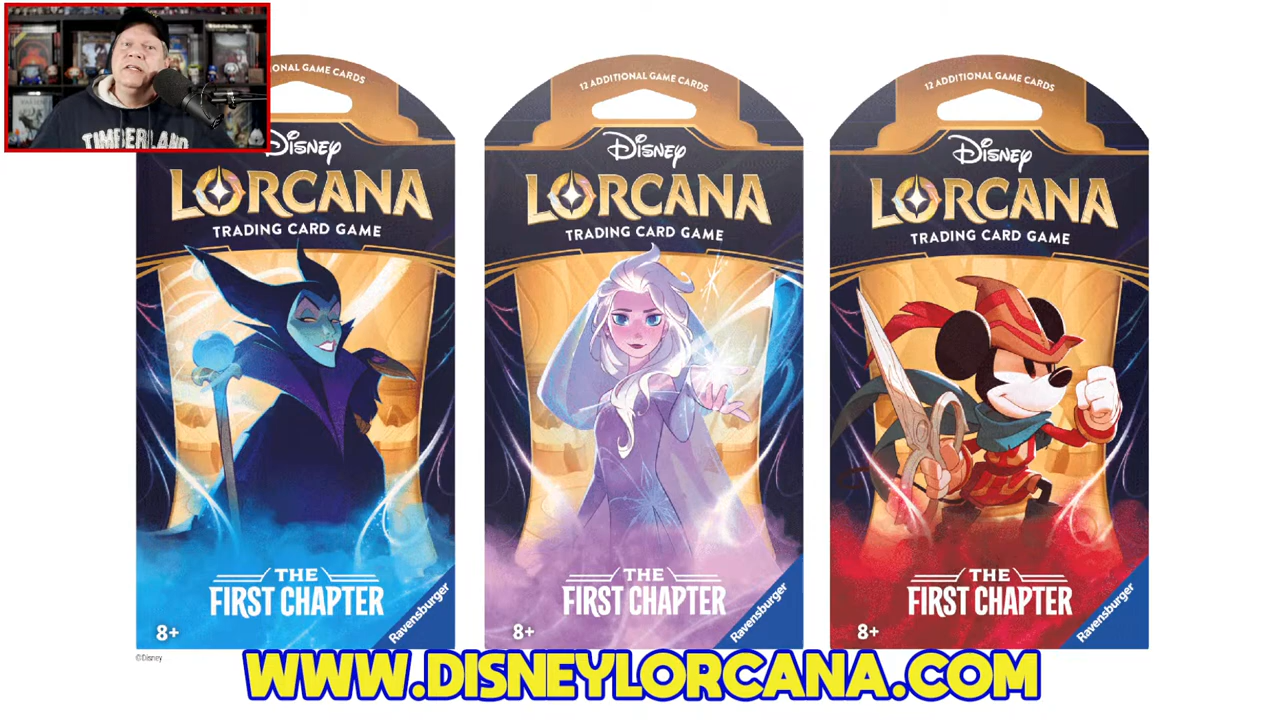 TIMBERLAND
GAME CARDS
Disney
LORCANA
TRADING CARD GAME
THE
FIRST CHAPTER
8+
Ravensburger
©Disney
12 ADDITIONAL GAME CARDS
Disney
LORCANA
TRADING CARD GAME
THE
FIRST CHAPTER
8+
Ravensburger
12 ADDITIONAL GAME CARDS
Disney
LORCANA
TRADING CARD GAME
THE
FIRST CHAPTER
8+
Ravensburger
WWW.DISNEYLORCANA.COM